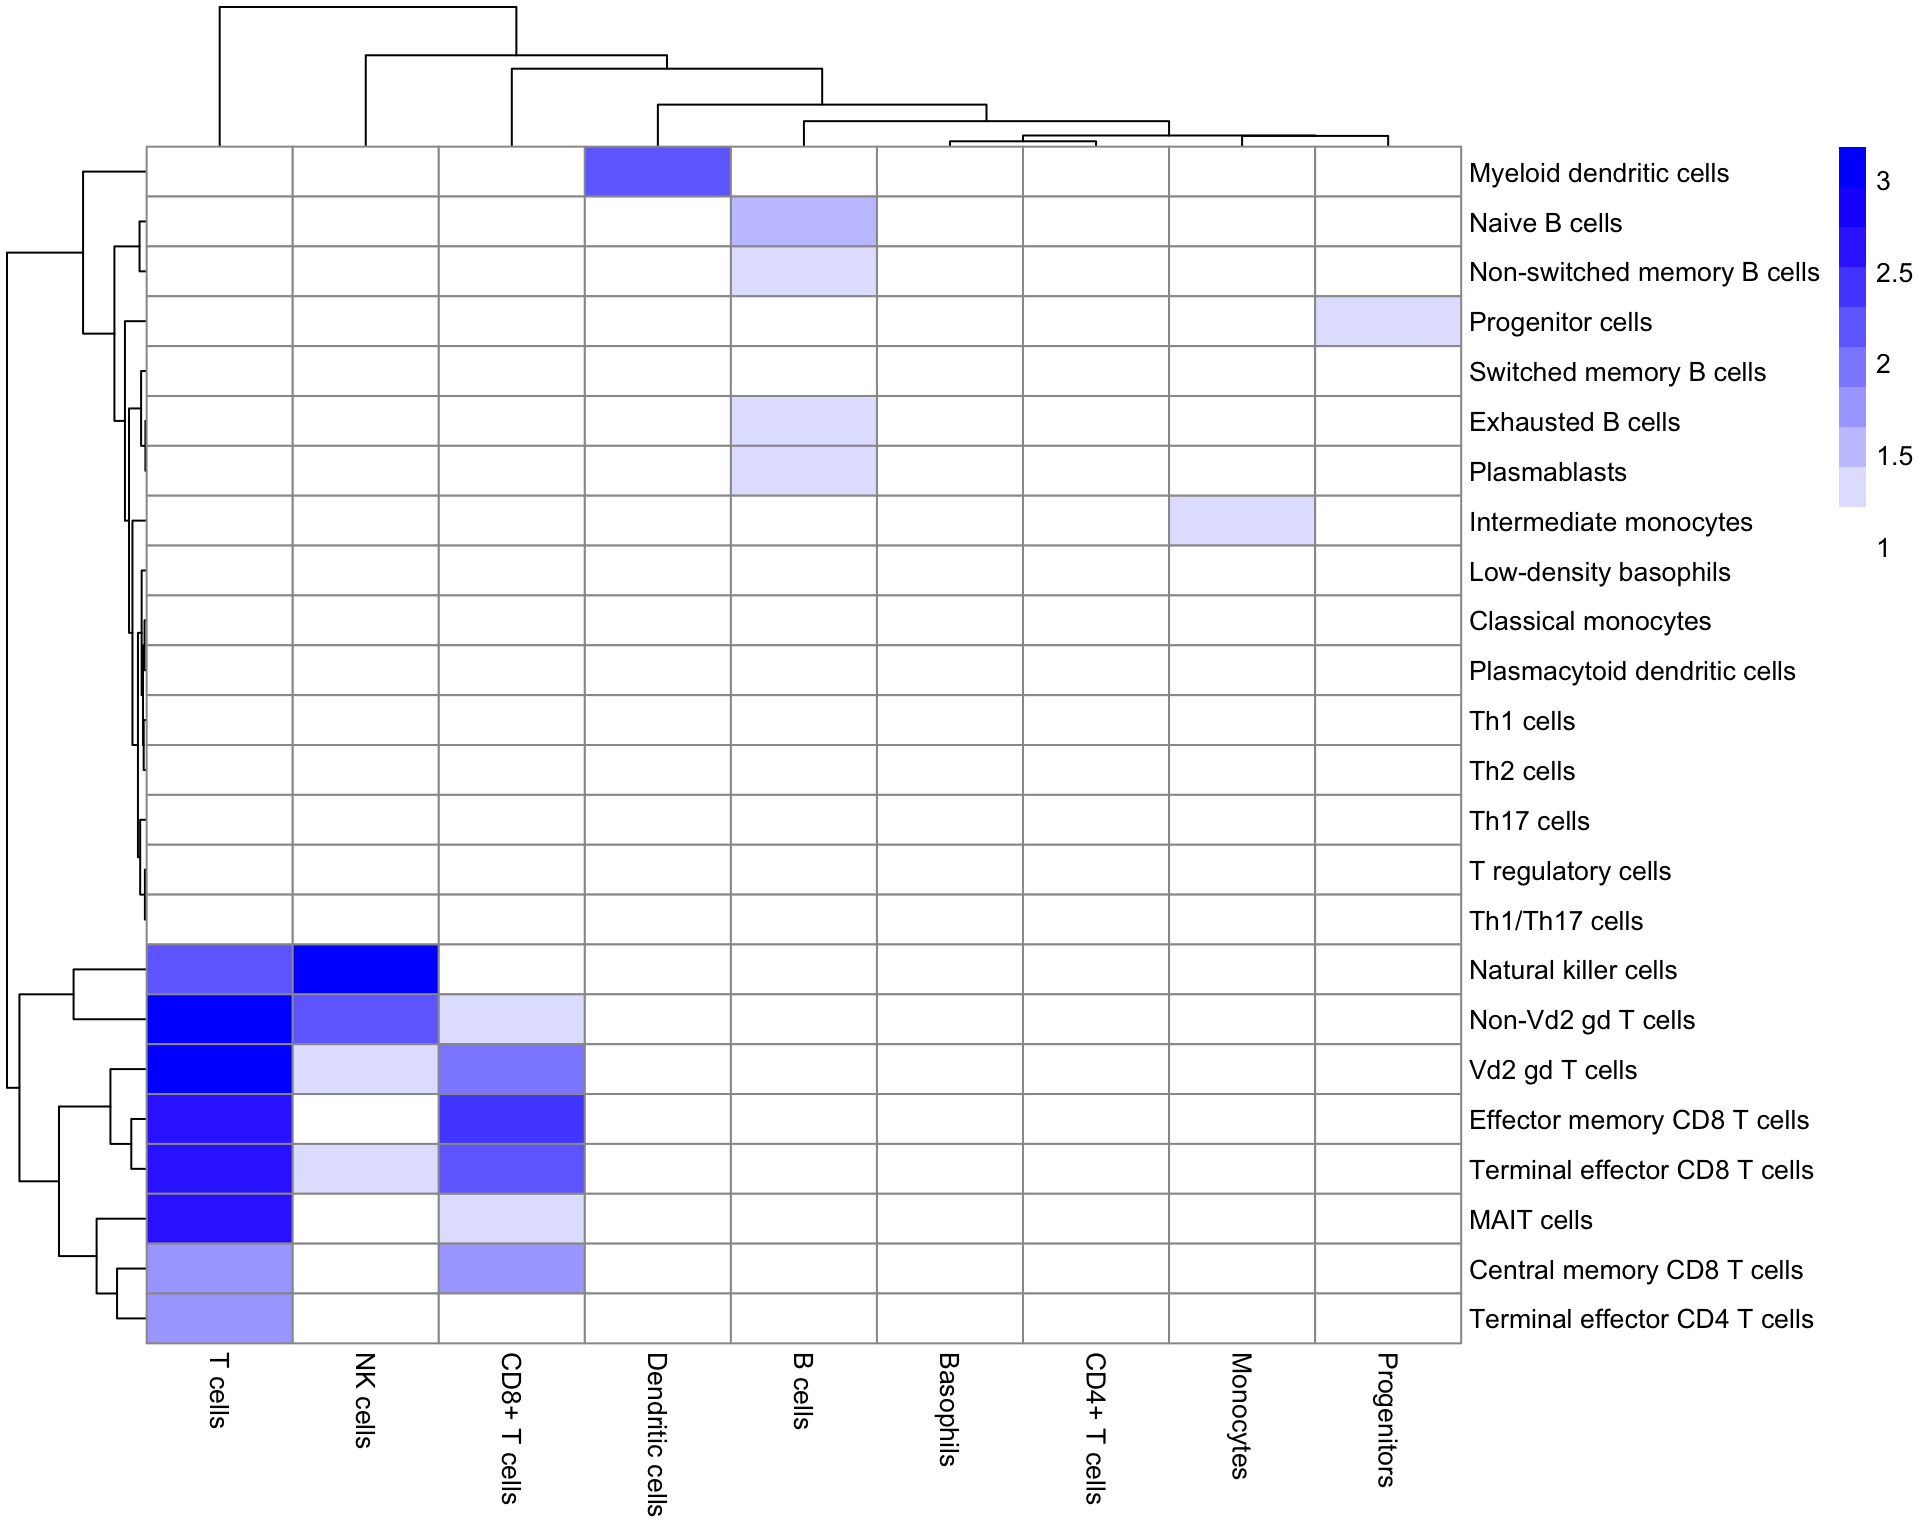 Myeloid dendritic cells
Naive B cells
Non-switched memory B cells
Progenitor cells
Switched memory B cells
Exhausted B cells
Plasmablasts
Intermediate monocytes
Low-density basophils
Classical monocytes
Plasmacytoid dendritic cells
Th1 cells
Th2 cells
Th17 cells
T regulatory cells
Th1/Th17 cells
Natural killer cells
Non-Vd2 gd T cells
Vd2 gd T cells
Effector memory CD8 T cells
Terminal effector CD8 T cells
MAIT cells
Central memory CD8 T cells
Terminal effector CD4 T cells
3
2.5
2
1.5
1
T cells
NK cells
CD8+ T cells
Dendritic cells
B cells
Basophils
CD4+ T cells
Monocytes
Progenitors